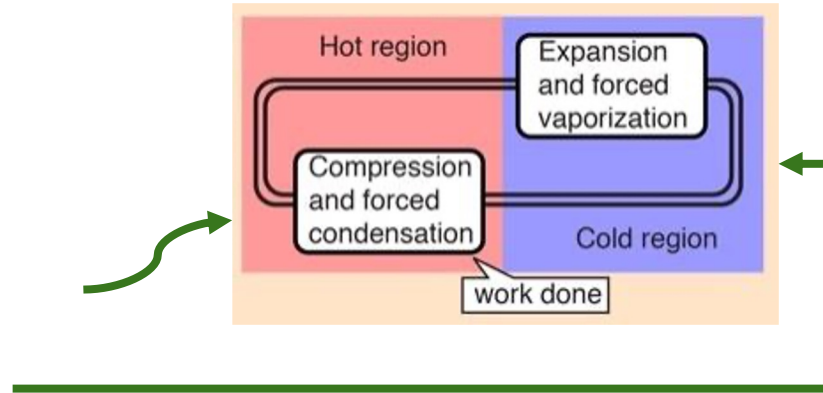 Hot region
Expansion
and forced
vaporization
Compression
and forced
condensation
Cold region
work done